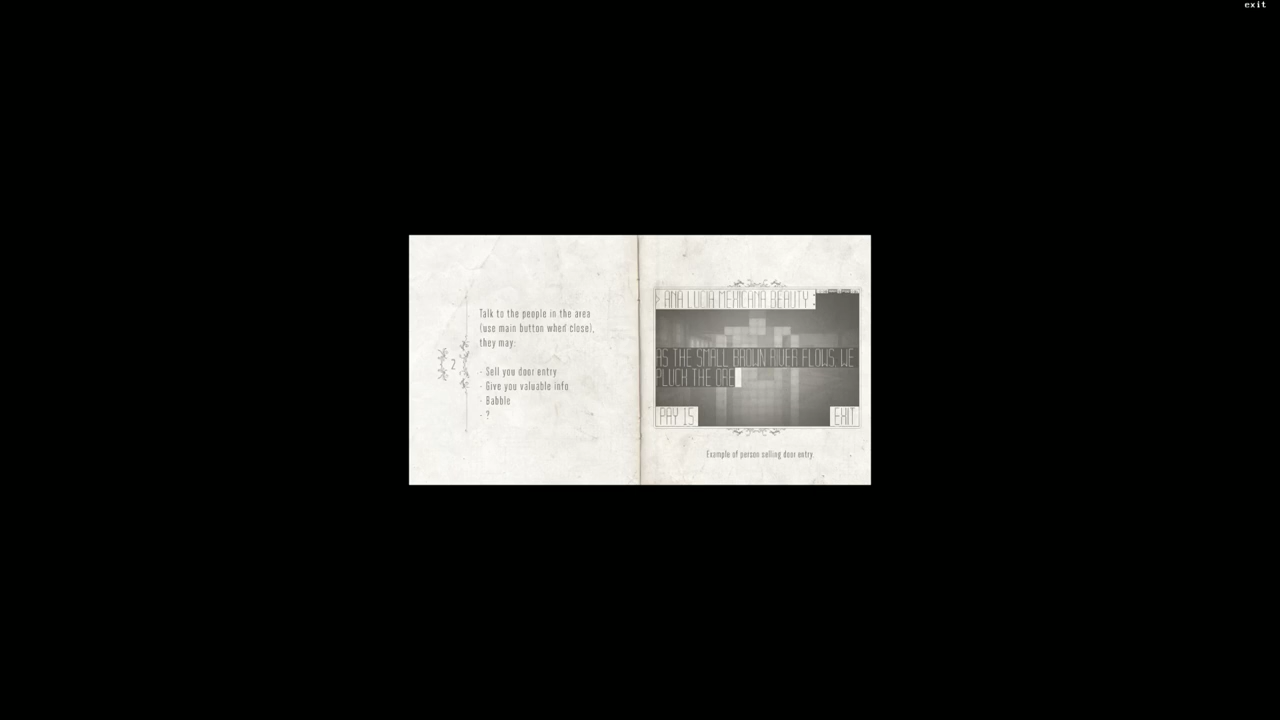 exit
Talk to the people in the area
(use main button when close),
they may:
2
- Sell you door entry
- Give you valuable info
- Babble
- ?
ANA LUCIA MEXICANA BEAUTY
AS THE SMALL BROWN RIVER FLOWS, WE
PLUCK THE ORE
PAY 15
EXIT
Example of person selling door entry.